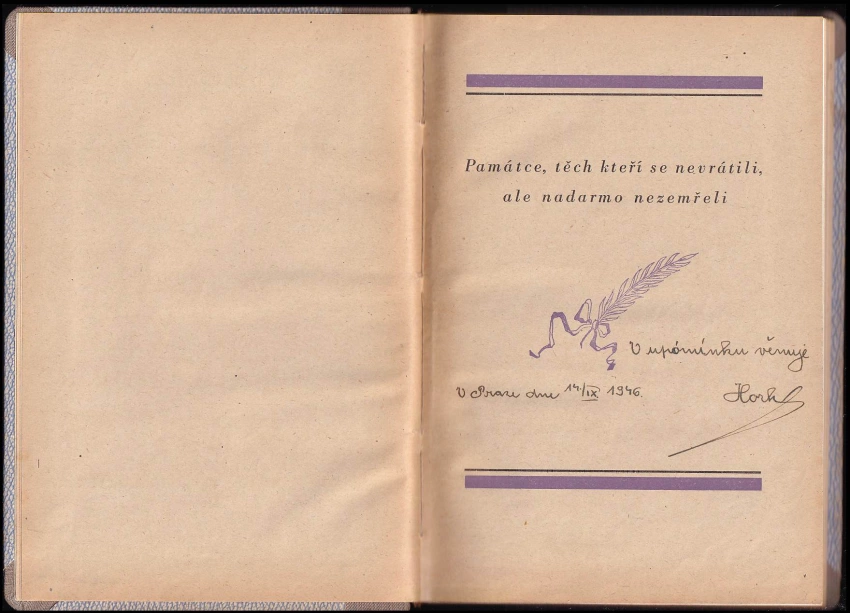 Památce, těch kteří se nevrátili,
ale nadarmo nezemřeli
V upomínku věnuje
V Praze dne 14./IX. 1946.